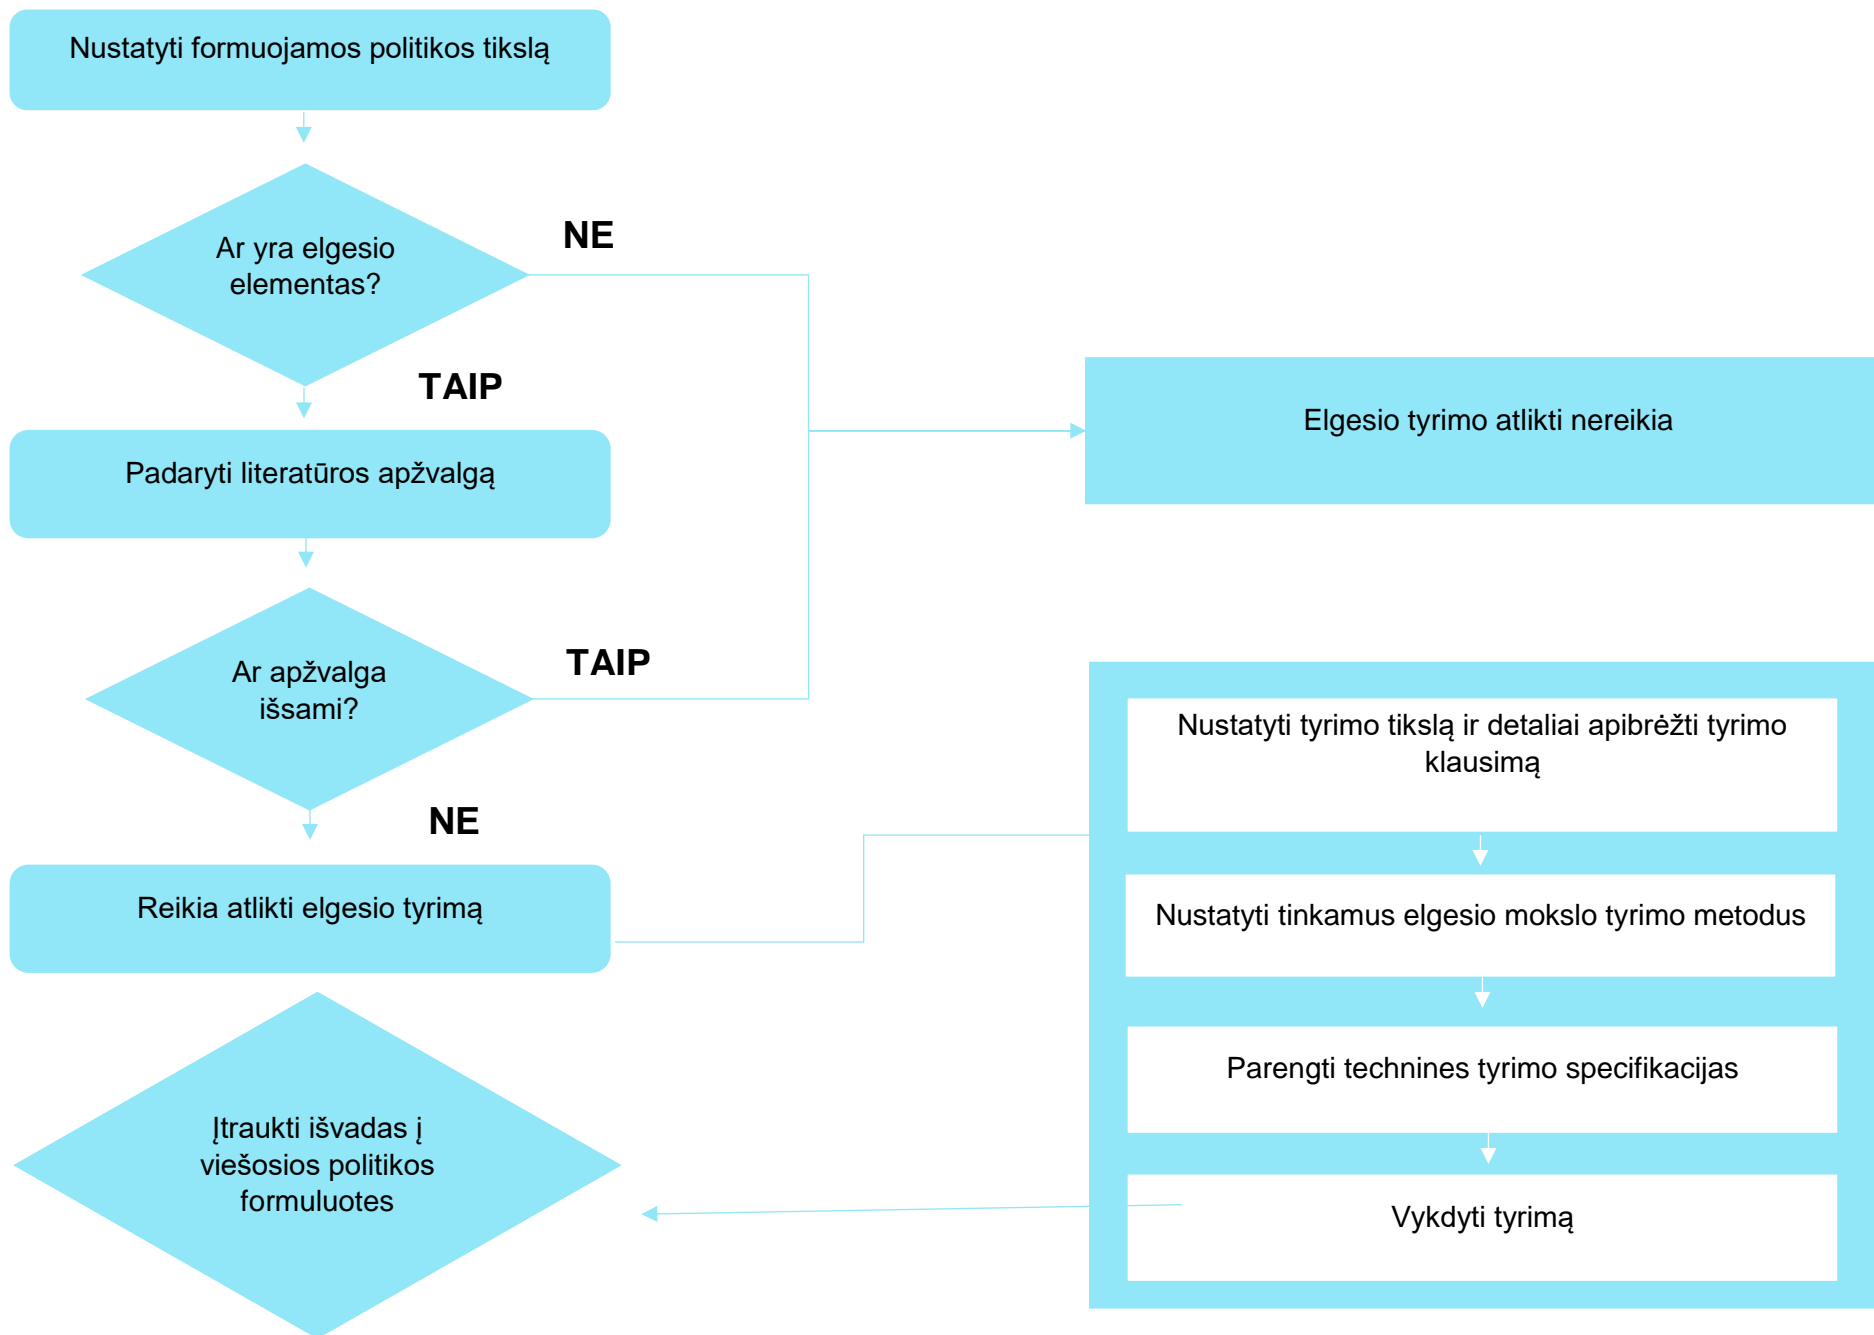 Nustatyti formuojamos politikos tikslą
Ar yra elgesio
elementas?
NE
TAIP
Padaryti literatūros apžvalgą
Elgesio tyrimo atlikti nereikia
Ar apžvalga
išsami?
TAIP
NE
Reikia atlikti elgesio tyrimą
Nustatyti tyrimo tikslą ir detaliai apibrėžti tyrimo
klausimą
Nustatyti tinkamus elgesio mokslo tyrimo metodus
Parengti technines tyrimo specifikacijas
Vykdyti tyrimą
Įtraukti išvadas į
viešosios politikos
formuluotes